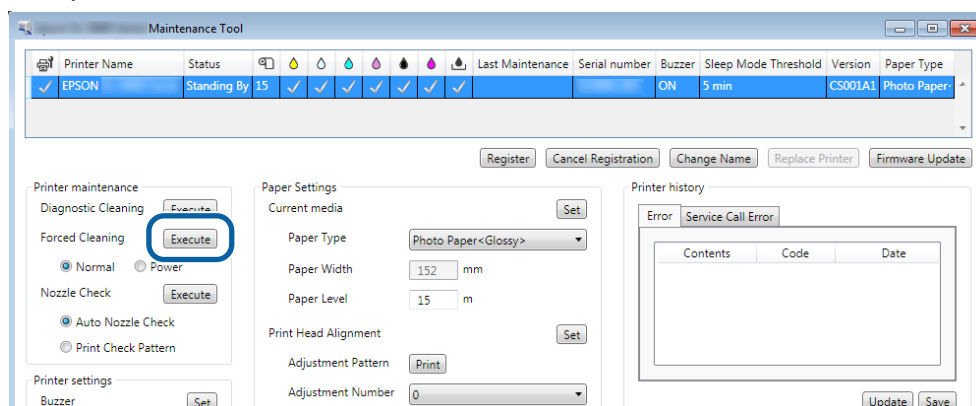 Maintenance Tool
Printer Name Status Last Maintenance Serial number Buzzer Sleep Mode Threshold Version Paper Type
EPSON Standing By 15 ON 5 min CS001A1 Photo Paper
Register Cancel Registration Change Name Replace Printer Firmware Update
Printer maintenance
Diagnostic Cleaning Execute
Forced Cleaning Execute
Normal Power
Nozzle Check Execute
Auto Nozzle Check
Print Check Pattern
Printer settings
Buzzer Set
Paper Settings
Current media Set
Paper Type Photo Paper<Glossy>
Paper Width 152 mm
Paper Level 15 m
Print Head Alignment Set
Adjustment Pattern Print
Adjustment Number 0
Printer history
Error Service Call Error
Contents Code Date
Update Save